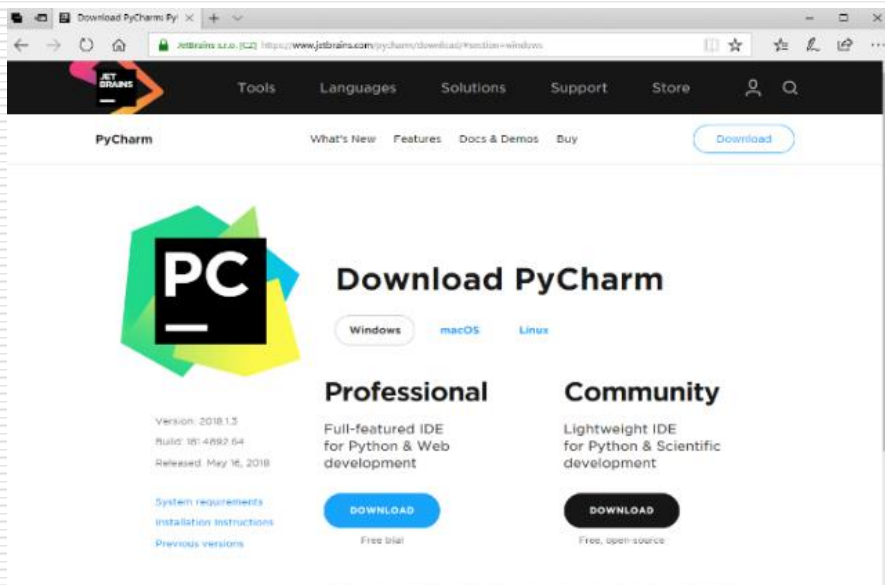 Download PyCharm: Py
JetBrains s.r.o. [CZ] https://www.jetbrains.com/pycharm/download/#section=windows
JET
BRAINS
Tools Languages Solutions Support Store
PyCharm What's New Features Docs & Demos Buy Download
PC
Download PyCharm
Windows macOS Linux
Professional
Full-featured IDE
for Python & Web
development
DOWNLOAD
Free trial
Community
Lightweight IDE
for Python & Scientific
development
DOWNLOAD
Free, open-source
Version: 2018.1.3
Build: 181.4892.64
Released: May 16, 2018
System requirements
Installation Instructions
Previous versions